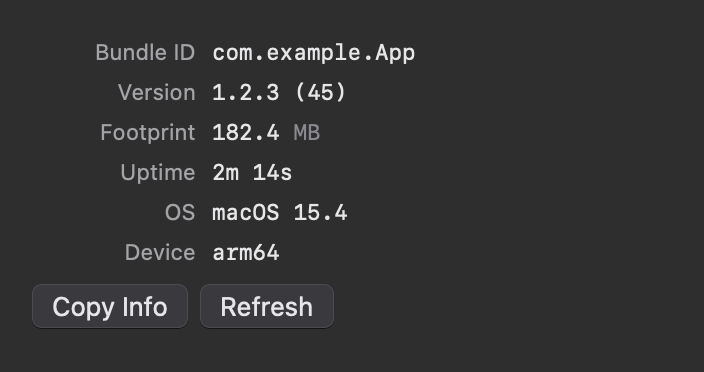 Bundle ID com.example.App
Version 1.2.3 (45)
Footprint 182.4 MB
Uptime 2m 14s
OS macOS 15.4
Device arm64
Copy Info Refresh